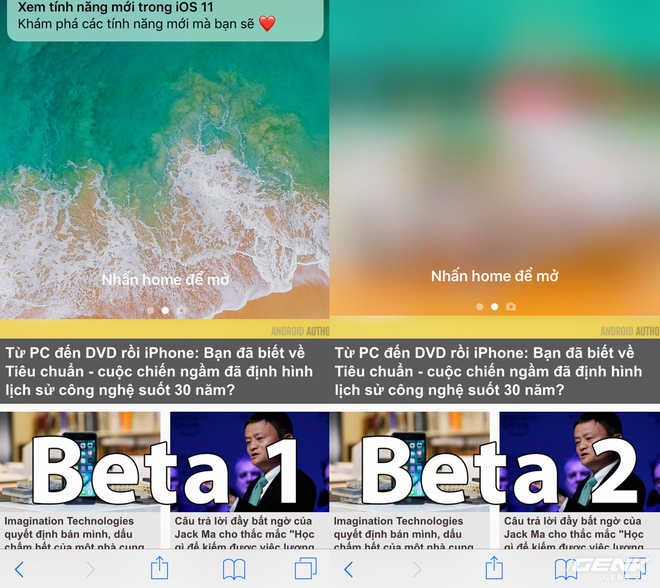 Xem tính năng mới trong iOS 11
Khám phá các tính năng mới mà bạn sẽ ❤️
Nhấn home để mở
ANDROID AUTHO
Từ PC đến DVD rồi iPhone: Bạn đã biết về
Tiêu chuẩn - cuộc chiến ngầm đã định hình
lịch sử công nghệ suốt 30 năm?
Beta 1
Imagination Technologies
quyết định bán mình, dấu
chấm hết của một nhà cung
Câu trả lời đầy bất ngờ của
Jack Ma cho thắc mắc "Học
gì để kiếm được việc lương
Nhấn home để mở
ANDROID AUTHO
Từ PC đến DVD rồi iPhone: Bạn đã biết về
Tiêu chuẩn - cuộc chiến ngầm đã định hình
lịch sử công nghệ suốt 30 năm?
Beta 2
Imagination Technologies
quyết định bán mình, dấu
chấm hết của một nhà cung
Câu trả lời đầy bất ngờ của
Jack Ma cho thắc mắc "Học
gì để kiếm được việc lương
GENK